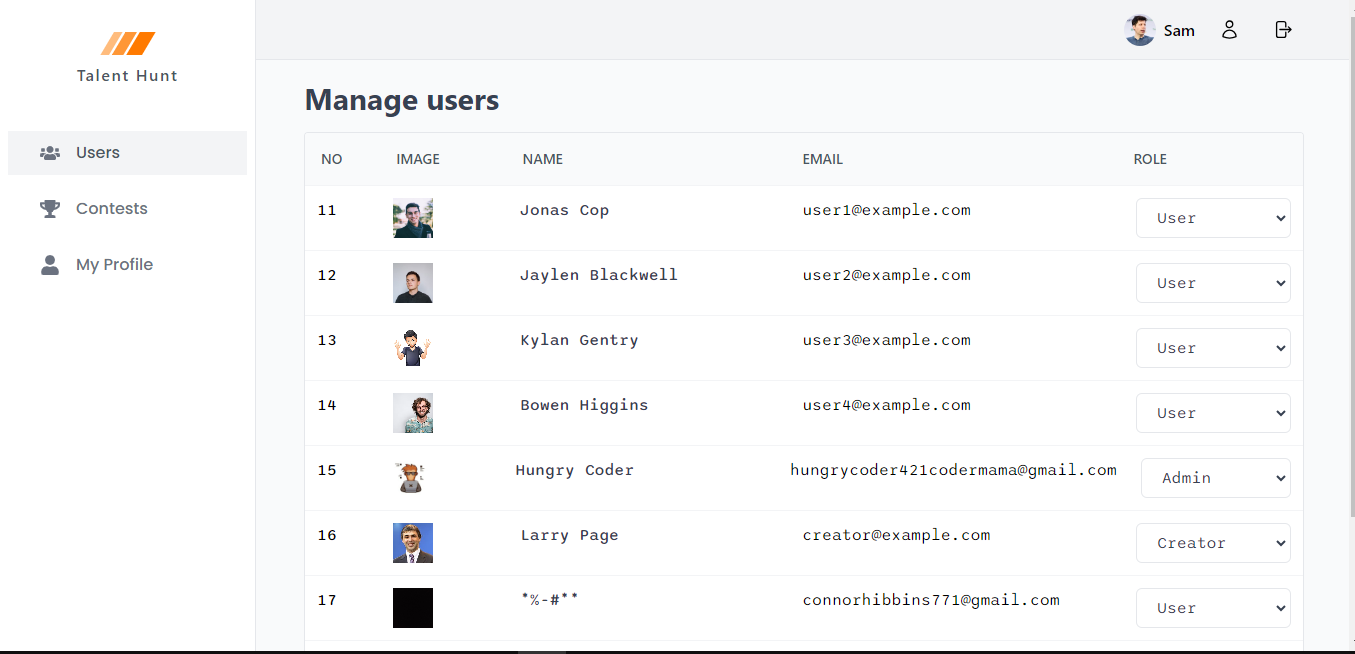 Sam
Talent Hunt
Manage users
Users
Contests
My Profile
NO IMAGE NAME EMAIL ROLE
11 Jonas Cop user1@example.com User
12 Jaylen Blackwell user2@example.com User
13 Kylan Gentry user3@example.com User
14 Bowen Higgins user4@example.com User
15 Hungry Coder hungrycoder421codermama@gmail.com Admin
16 Larry Page creator@example.com Creator
17 *%-#** connorhibbins771@gmail.com User